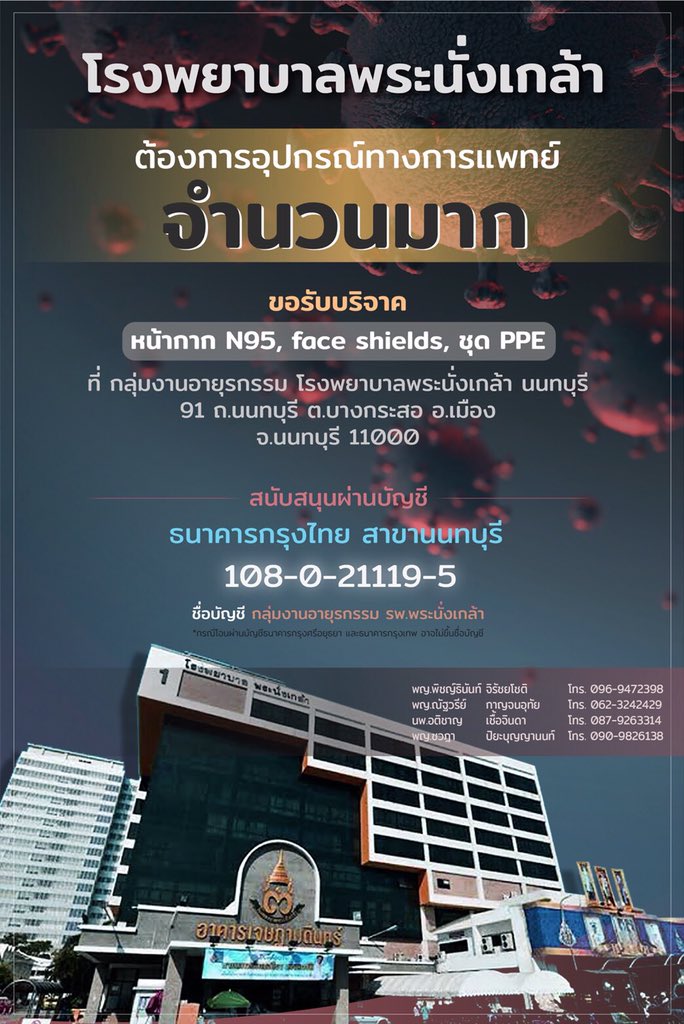 โรงพยาบาลพระนั่งเกล้า
ต้องการอุปกรณ์ทางการแพทย์
จำนวนมาก
ขอรับบริจาค
หน้ากาก N95, face shields, ชุด PPE
ที่ กลุ่มงานอายุรกรรม โรงพยาบาลพระนั่งเกล้า นนทบุรี
91 ถ.นนทบุรี ต.บางกระสอ อ.เมือง
จ.นนทบุรี 11000
สนับสนุนผ่านบัญชี
ธนาคารกรุงไทย สาขานนทบุรี
108-0-21119-5
ชื่อบัญชี กลุ่มงานอายุรกรรม รพ.พระนั่งเกล้า
*กรณีโอนผ่านบัญชีธนาคารกรุงศรีอยุธยา และธนาคารกรุงเทพ อาจไม่ขึ้นชื่อบัญชี
พญ.พิชญ์ธินันท์ จิรัชยโชติ โทร. 096-9472398
พญ.ณัฐวรีย์ กาญจนอุทัย โทร. 062-3242429
นพ.อติชาญ เชื้อจินดา โทร. 087-9263314
พญ.ชวฎา ปิยะบุญญานนท์ โทร. 090-9826138
1 โรงพยาบาล พระนั่งเกล้า
อาคารเจษฎาบดินทร์